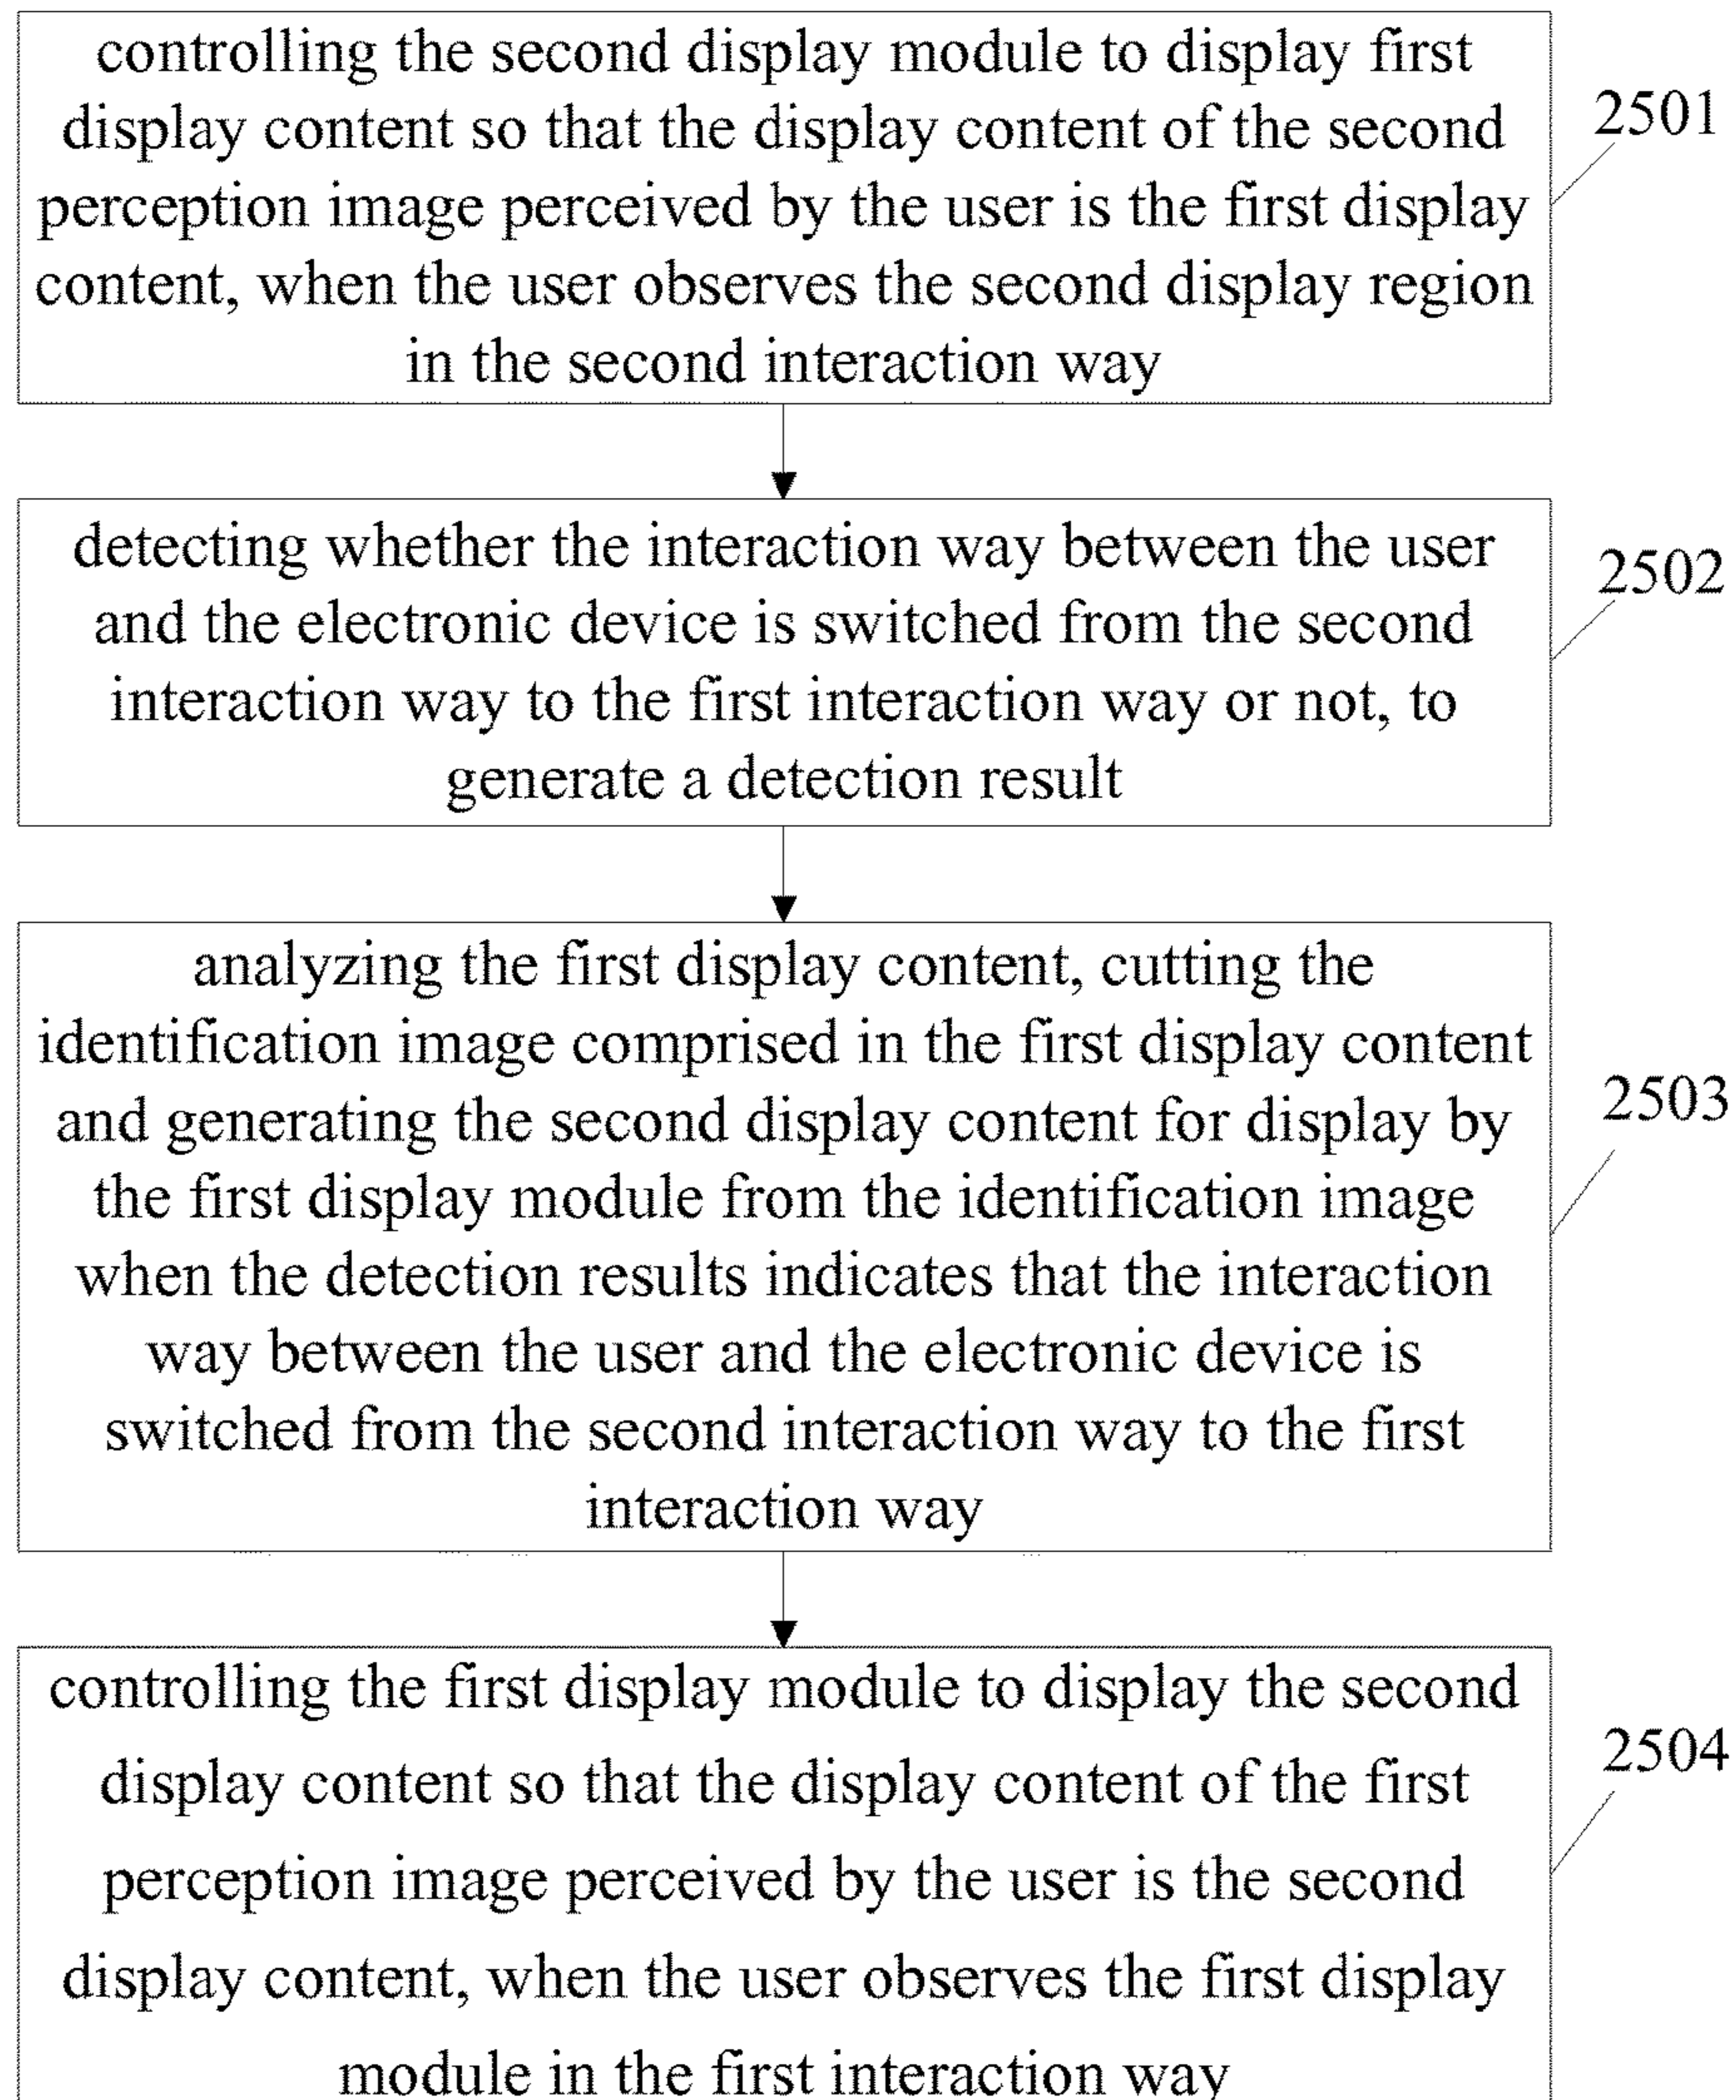 controlling the second display module to display first
display content so that the display content of the second
perception image perceived by the user is the first display
content, when the user observes the second display region
in the second interaction way
2501
detecting whether the interaction way between the user
and the electronic device is switched from the second
interaction way to the first interaction way or not, to
generate a detection result
2502
analyzing the first display content, cutting the
identification image comprised in the first display content
and generating the second display content for display by
the first display module from the identification image
when the detection results indicates that the interaction
way between the user and the electronic device is
switched from the second interaction way to the first
interaction way
2503
controlling the first display module to display the second
display content so that the display content of the first
perception image perceived by the user is the second
display content, when the user observes the first display
module in the first interaction way
2504